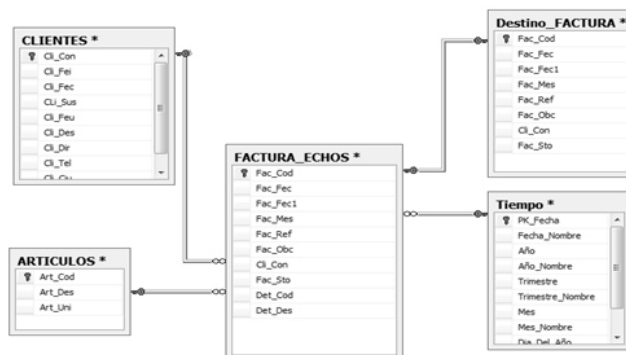 CLIENTES *
Cli_Con
Cli_Fei
Cli_Fec
CLi_Sus
Cli_Feu
Cli_Des
Cli_Dir
Cli_Tel
Cli_Ciu
ARTICULOS *
Art_Cod
Art_Des
Art_Uni
FACTURA_ECHOS *
Fac_Cod
Fac_Fec
Fac_Fec1
Fac_Mes
Fac_Ref
Fac_Obc
Cli_Con
Fac_Sto
Det_Cod
Det_Des
Destino_FACTURA *
Fac_Cod
Fac_Fec
Fac_Fec1
Fac_Mes
Fac_Ref
Fac_Obc
Cli_Con
Fac_Sto
Tiempo *
PK_Fecha
Fecha_Nombre
Año
Año_Nombre
Trimestre
Trimestre_Nombre
Mes
Mes_Nombre
Dia_Del_Año